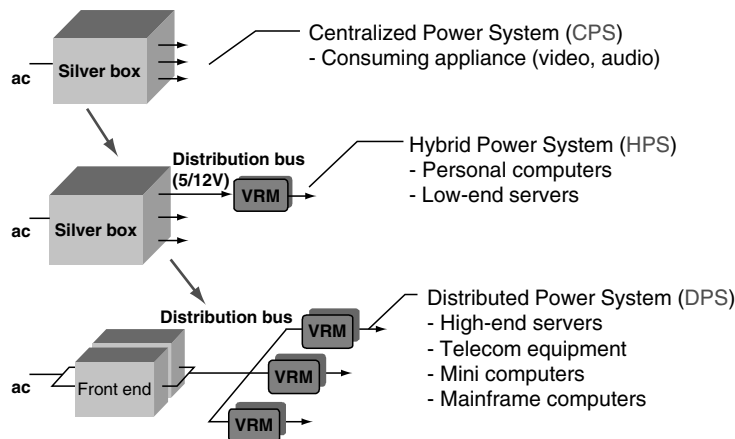 Centralized Power System (CPS)
- Consuming appliance (video, audio)
Silver box
ac
Distribution bus
(5/12V)
VRM
Hybrid Power System (HPS)
- Personal computers
- Low-end servers
Silver box
ac
Distribution bus
VRM
Distributed Power System (DPS)
- High-end servers
- Telecom equipment
- Mini computers
- Mainframe computers
ac
Front end
VRM
VRM